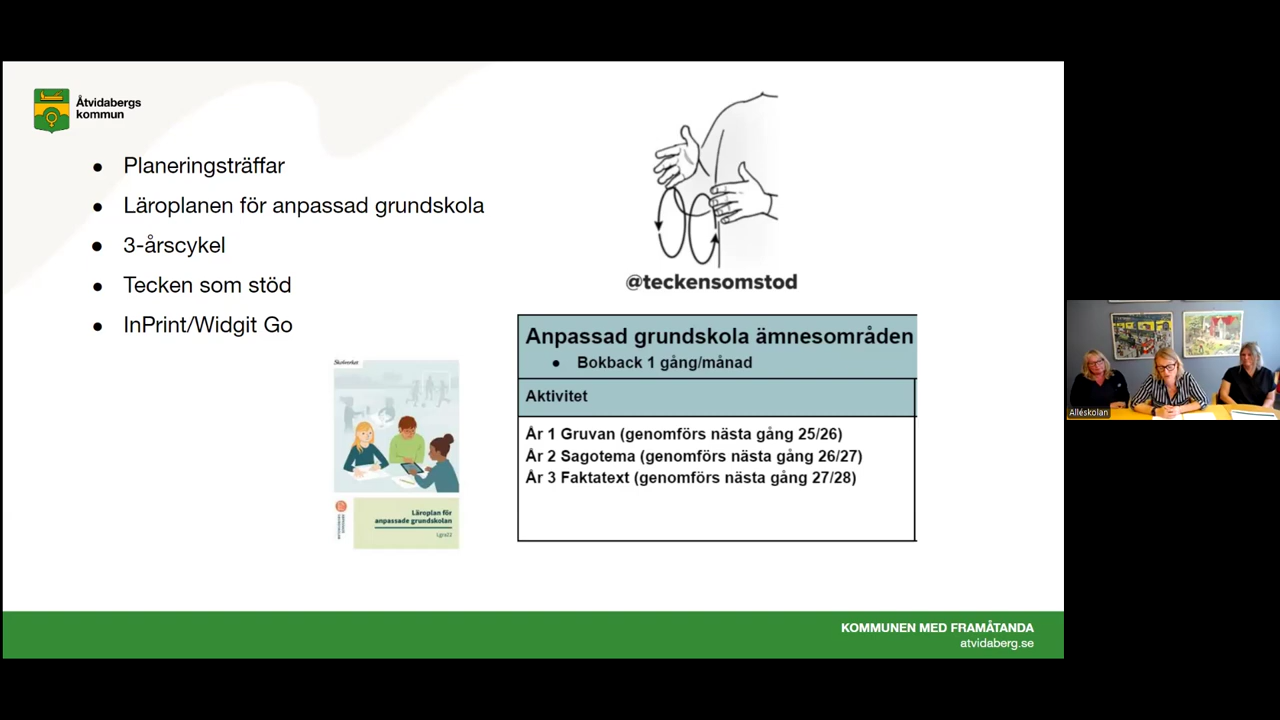 Åtvidabergs
kommun
● Planeringsträffar
● Läroplanen för anpassad grundskola
● 3-årscykel
● Tecken som stöd
● InPrint/Widgit Go
@teckensomstod
Anpassad grundskola ämnesområden
● Bokback 1 gång/månad
Aktivitet
År 1 Gruvan (genomförs nästa gång 25/26)
År 2 Sagotema (genomförs nästa gång 26/27)
År 3 Faktatext (genomförs nästa gång 27/28)
Skolverket
Läroplan för
anpassade grundskolan
Lgra22
KOMMUNEN MED FRAMÅTANDA
atvidaberg.se
Alléskolan